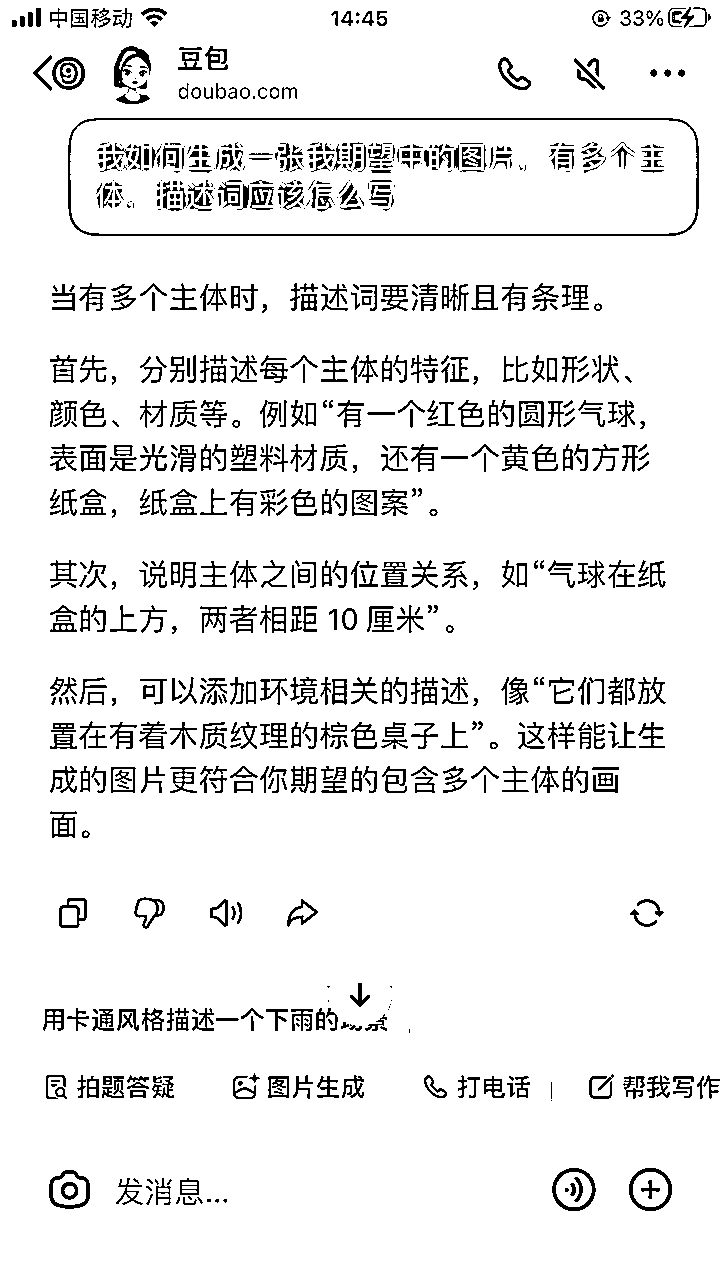 中国移动 14:45 33%
9 豆包
doubao.com
我如何生成一张我期望中的图片。有多个主
体。描述词应该怎么写
当有多个主体时，描述词要清晰且有条理。
首先，分别描述每个主体的特征，比如形状、
颜色、材质等。例如“有一个红色的圆形气球，
表面是光滑的塑料材质，还有一个黄色的方形
纸盒，纸盒上有彩色的图案”。
其次，说明主体之间的位置关系，如“气球在纸
盒的上方，两者相距 10 厘米”。
然后，可以添加环境相关的描述，像“它们都放
置在有着木质纹理的棕色桌子上”。这样能让生
成的图片更符合你期望的包含多个主体的画
面。
用卡通风格描述一个下雨的场景
拍题答疑 图片生成 打电话 帮我写作
发消息...